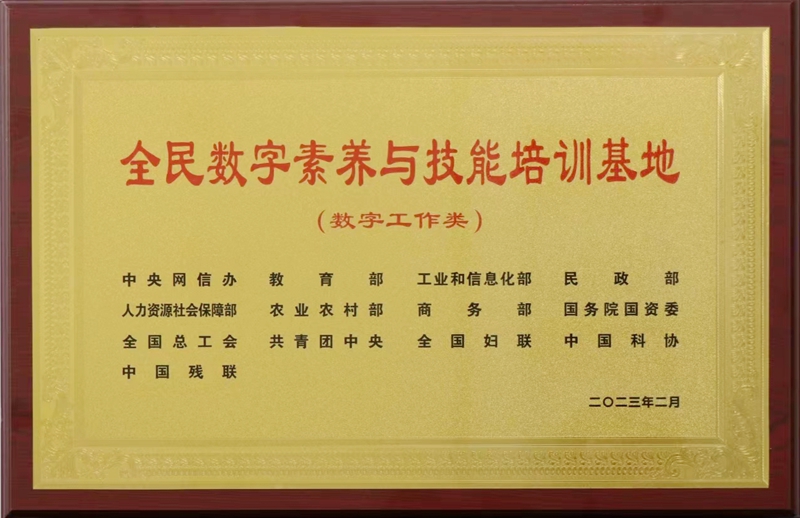 全民数字素养与技能培训基地
(数字工作类)
中央网信办 教育部 工业和信息化部 民政部
人力资源社会保障部 农业农村部 商务部 国务院国资委
全国总工会 共青团中央 全国妇联 中国科协
中国残联
二〇二三年二月